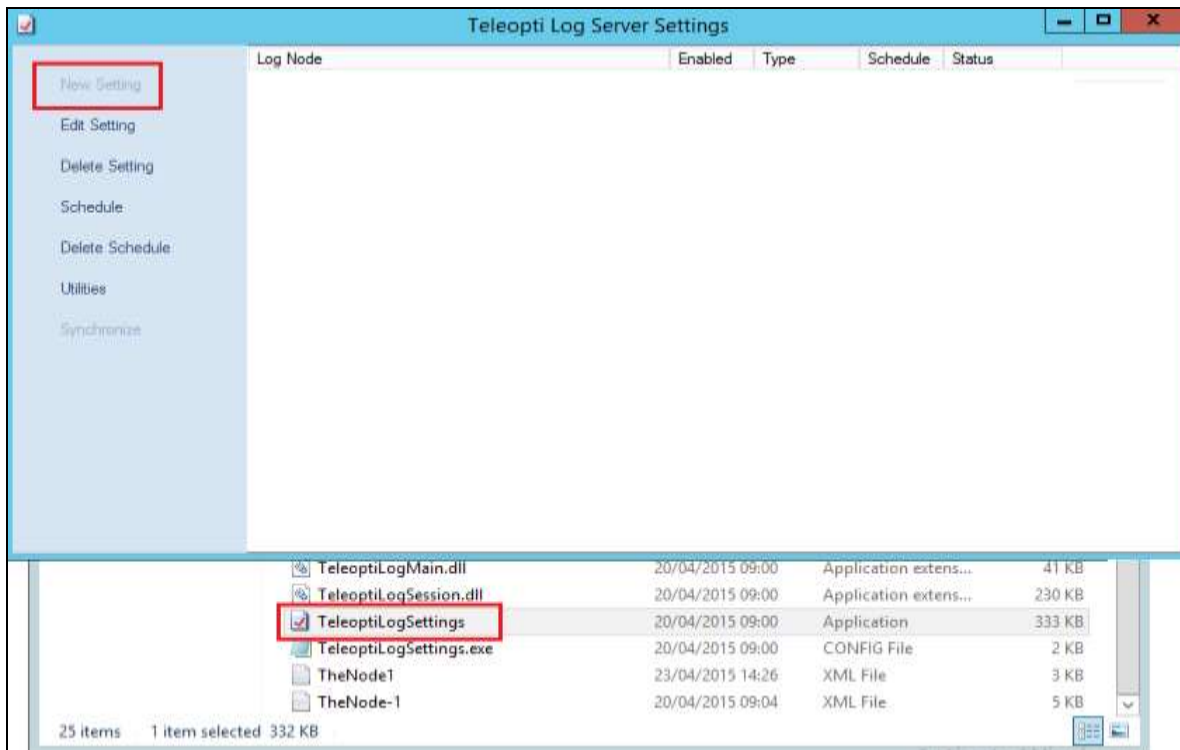 Teleopti Log Server Settings
Log Node Enabled Type Schedule Status
New Setting
Edit Setting
Delete Setting
Schedule
Delete Schedule
Utilities
Synchronize
TeleoptiLogMain.dll 20/04/2015 09:00 Application extens... 41 KB
TeleoptiLogSession.dll 20/04/2015 09:00 Application extens... 230 KB
TeleoptiLogSettings 20/04/2015 09:00 Application 333 KB
TeleoptiLogSettings.exe 20/04/2015 09:00 CONFIG File 2 KB
TheNode1 23/04/2015 14:26 XML File 3 KB
TheNode-1 20/04/2015 09:04 XML File 5 KB
25 items 1 item selected 332 KB